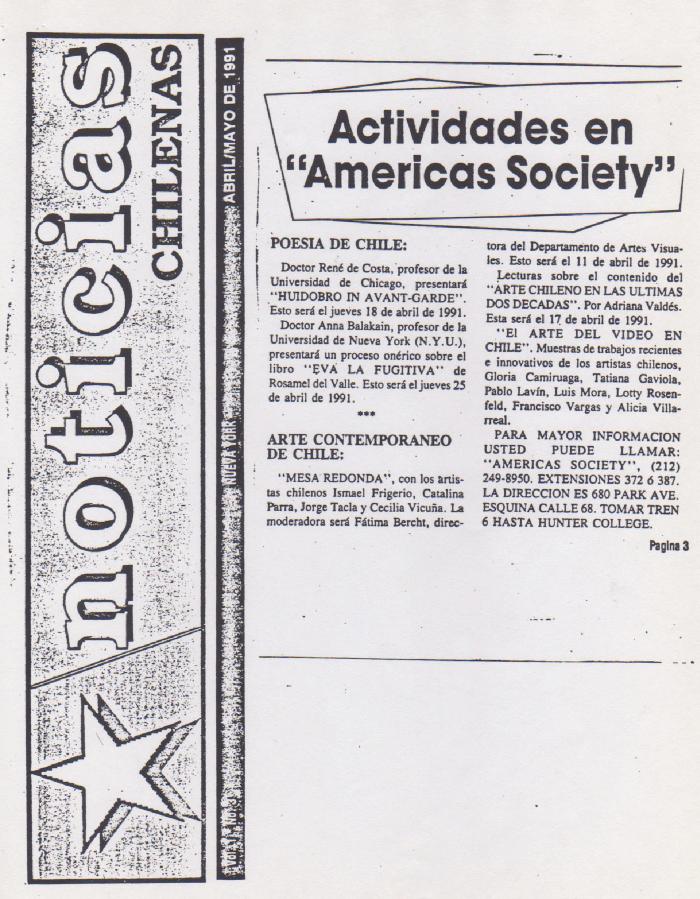 noticias
CHILENAS
VOL. V No. 3 NUEVA YORK ABRIL/MAYO DE 1991
Actividades en
“Americas Society”
POESIA DE CHILE:
Doctor René de Costa, profesor de la
Universidad de Chicago, presentará
“HUIDOBRO IN AVANT-GARDE”.
Esto será el jueves 18 de abril de 1991.
Doctor Anna Balakain, profesor de la
Universidad de Nueva York (N.Y.U.),
presentará un proceso onérico sobre el
libro “EVA LA FUGITIVA” de
Rosamel del Valle. Esto será el jueves 25
de abril de 1991.
***
ARTE CONTEMPORANEO
DE CHILE:
“MESA REDONDA”, con los artis-
tas chilenos Ismael Frigerio, Catalina
Parra, Jorge Tacla y Cecilia Vicuña. La
moderadora será Fátima Bercht, direc-
tora del Departamento de Artes Visua-
les. Esto será el 11 de abril de 1991.
Lecturas sobre el contenido del
“ARTE CHILENO EN LAS ULTIMAS
DOS DECADAS”. Por Adriana Valdés.
Esta será el 17 de abril de 1991.
“El ARTE DEL VIDEO EN
CHILE”. Muestras de trabajos recientes
e innovativos de los artistas chilenos,
Gloria Camiruaga, Tatiana Gaviola,
Pablo Lavín, Luis Mora, Lotty Rosen-
feld, Francisco Vargas y Alicia Villa-
rreal.
PARA MAYOR INFORMACION
USTED PUEDE LLAMAR:
“AMERICAS SOCIETY”, (212)
249-8950. EXTENSIONES 372 6 387.
LA DIRECCION ES 680 PARK AVE.
ESQUINA CALLE 68. TOMAR TREN
6 HASTA HUNTER COLLEGE.
Pagina 3